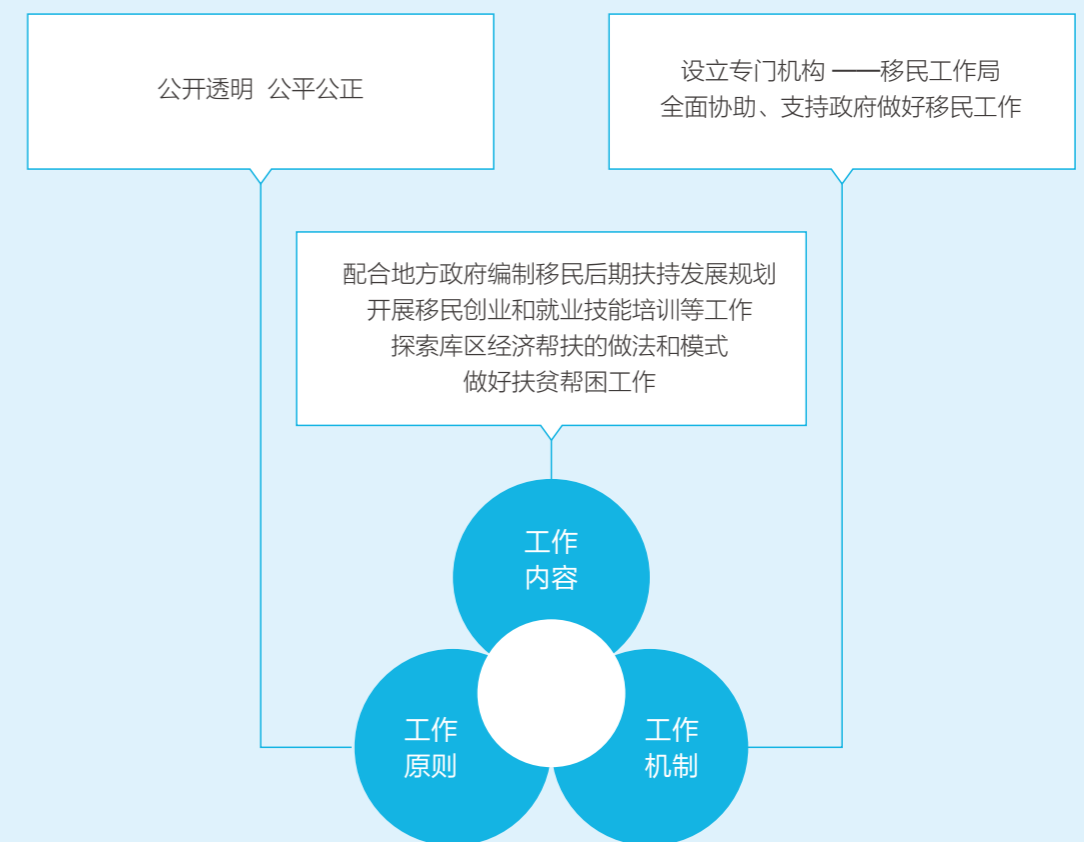 公开透明 公平公正
设立专门机构 ——移民工作局
全面协助、支持政府做好移民工作
配合地方政府编制移民后期扶持发展规划
开展移民创业和就业技能培训等工作
探索库区经济帮扶的做法和模式
做好扶贫帮困工作
工作
内容
工作
原则
工作
机制